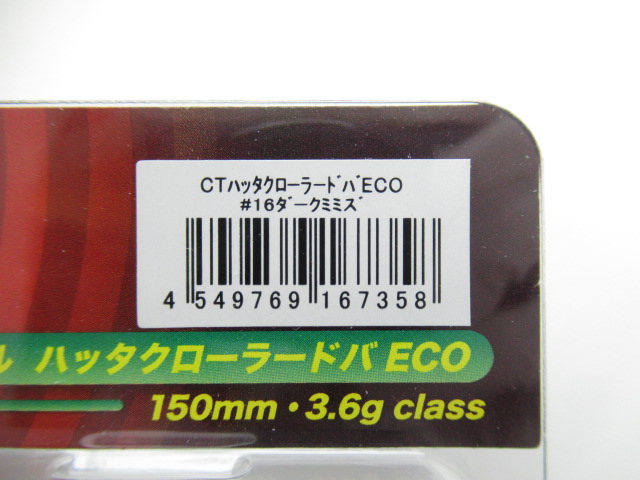 CTﾊｯﾀｸﾛｰﾗｰﾄﾞﾊﾞECO
#16ﾀﾞｰｸﾐﾐｽﾞ
4 549769 167358
ル ハッタクローラードバ ECO
150mm・3.6g class